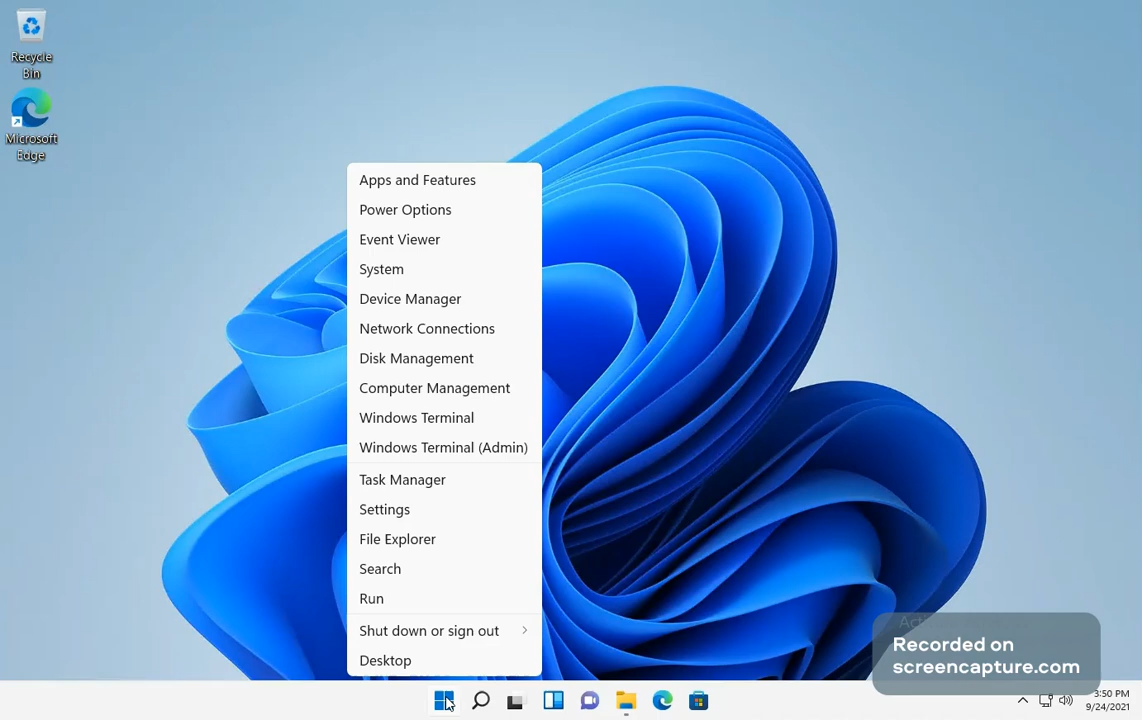 Recycle
Bin
Microsoft
Edge
Apps and Features
Power Options
Event Viewer
System
Device Manager
Network Connections
Disk Management
Computer Management
Windows Terminal
Windows Terminal (Admin)
Task Manager
Settings
File Explorer
Search
Run
Shut down or sign out
Desktop
Recorded on
screencapture.com
3:50 PM
9/24/2021